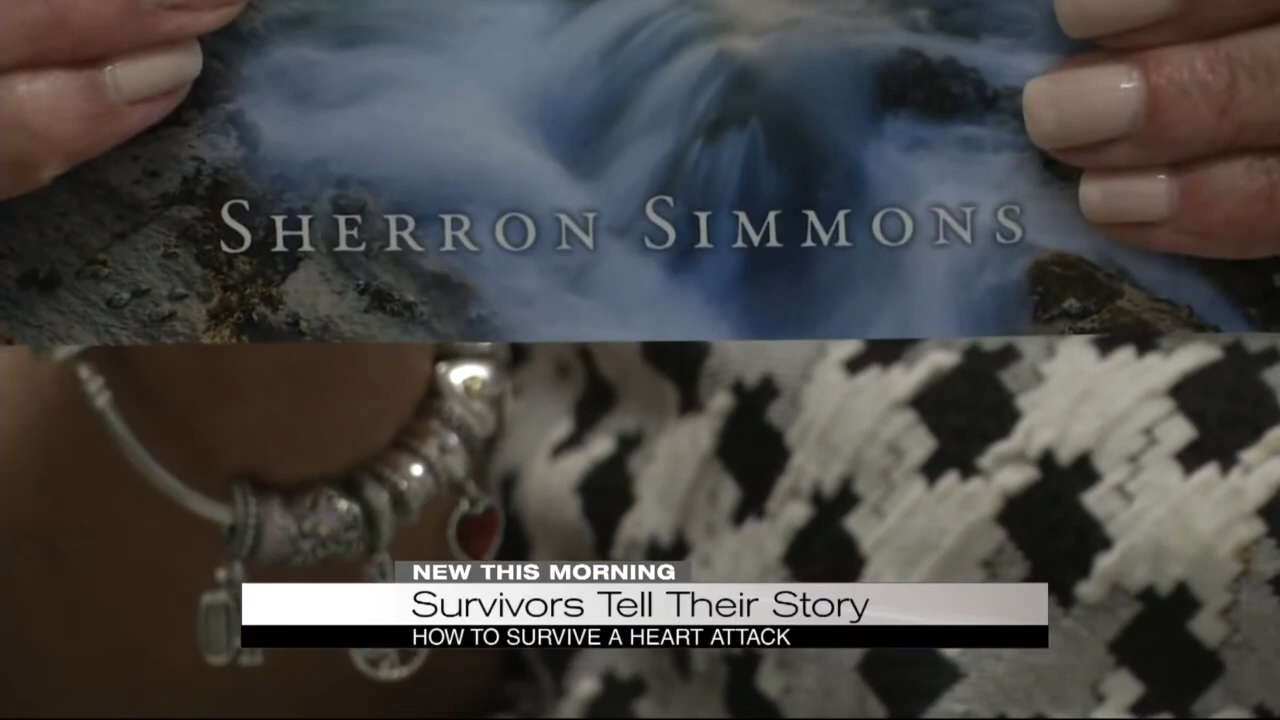 SHERRON SIMMONS
NEW THIS MORNING
Survivors Tell Their Story
HOW TO SURVIVE A HEART ATTACK